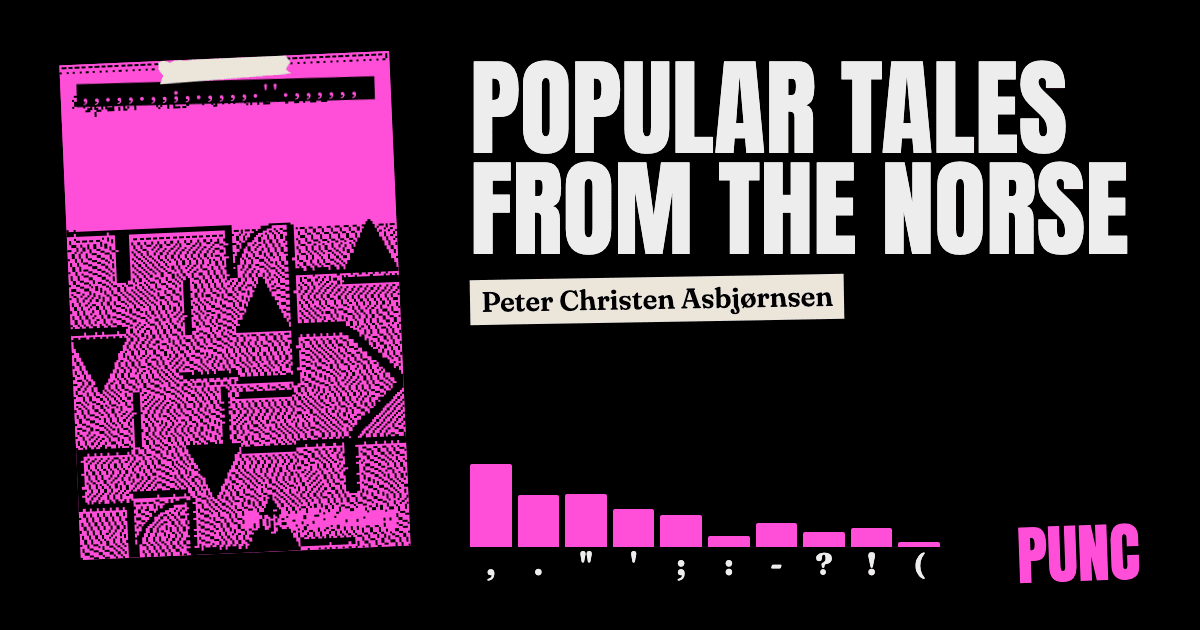 POPULAR TALES
FROM THE NORSE
Peter Christen Asbjørnsen
, . " ' ; : - ? ! (
PUNC